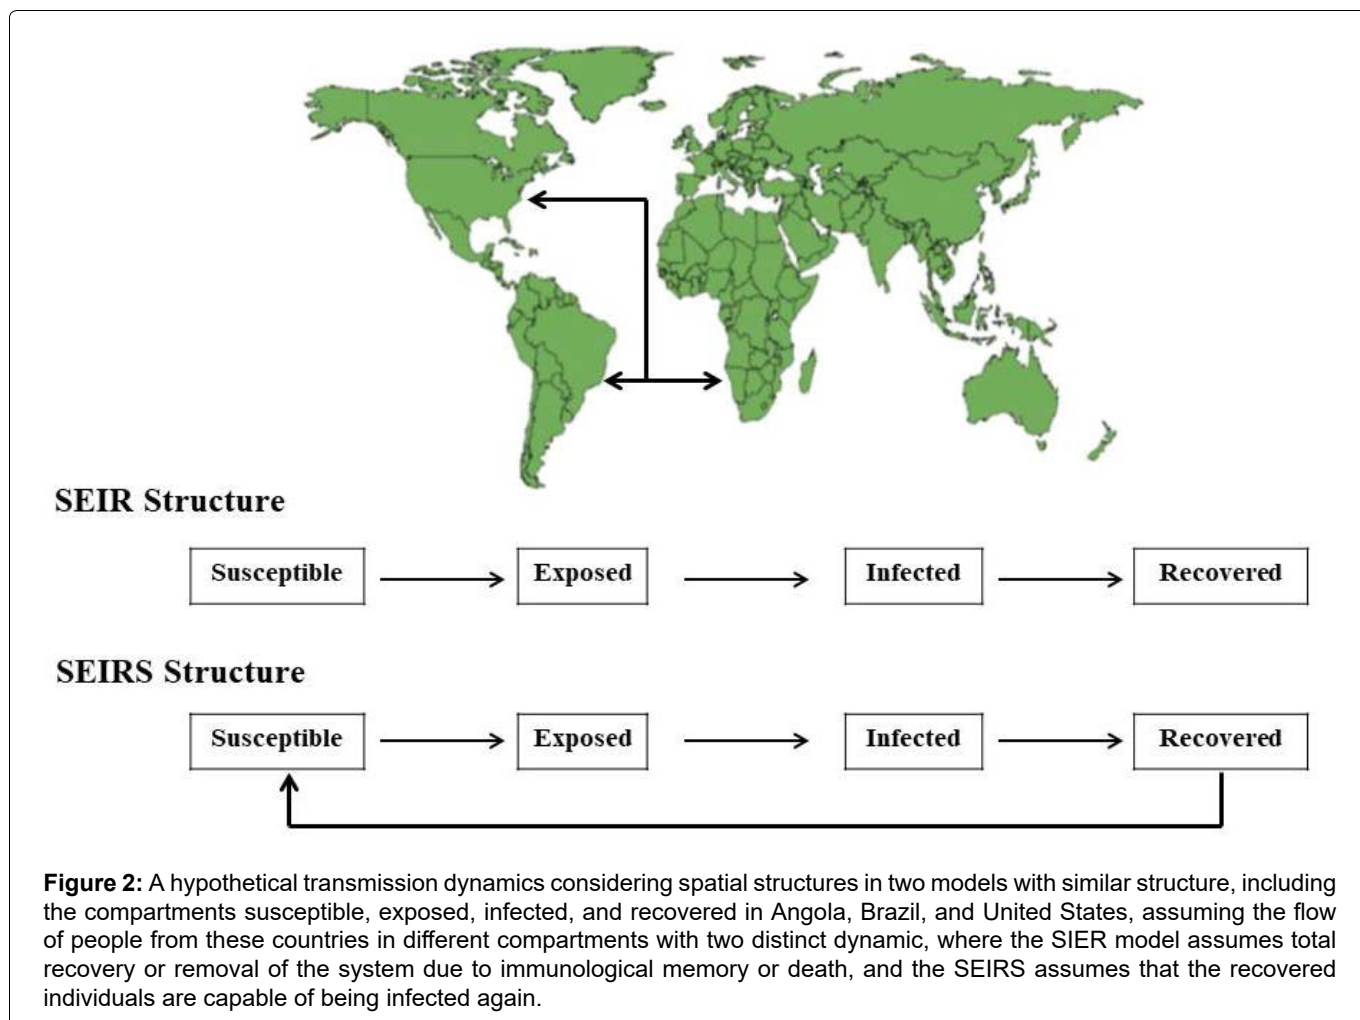 SEIR Structure
Susceptible Exposed Infected Recovered
SEIRS Structure
Susceptible Exposed Infected Recovered
Figure 2: A hypothetical transmission dynamics considering spatial structures in two models with similar structure, including
the compartments susceptible, exposed, infected, and recovered in Angola, Brazil, and United States, assuming the flow
of people from these countries in different compartments with two distinct dynamic, where the SIER model assumes total
recovery or removal of the system due to immunological memory or death, and the SEIRS assumes that the recovered
individuals are capable of being infected again.